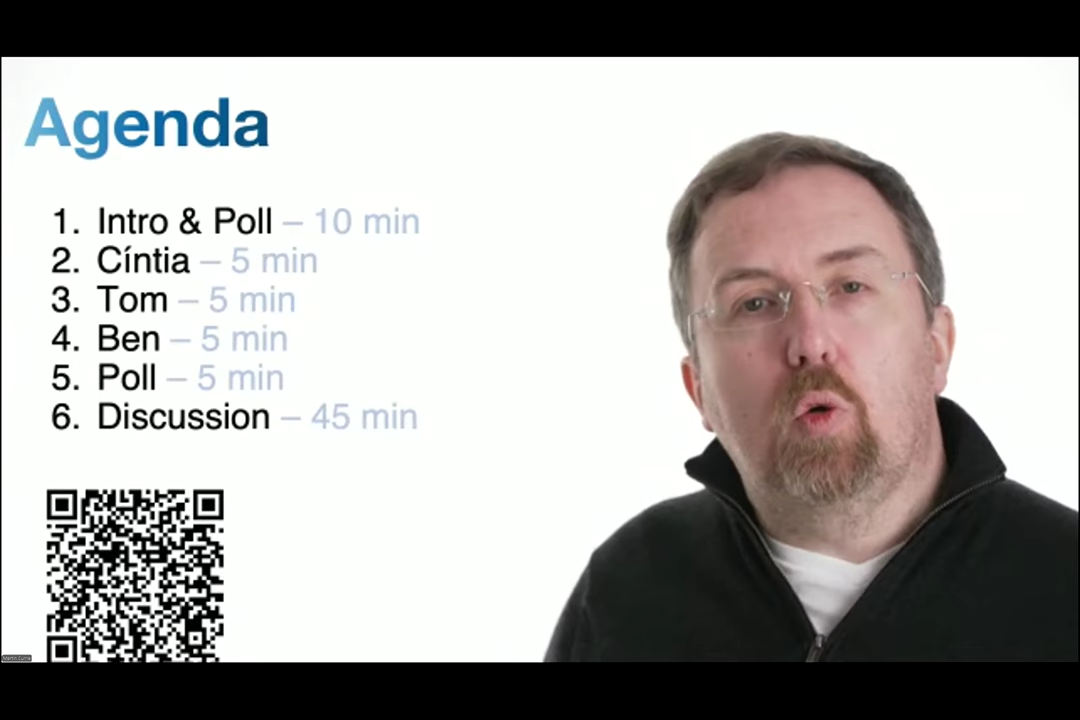 Agenda
1. Intro & Poll – 10 min
2. Cíntia – 5 min
3. Tom – 5 min
4. Ben – 5 min
5. Poll – 5 min
6. Discussion – 45 min